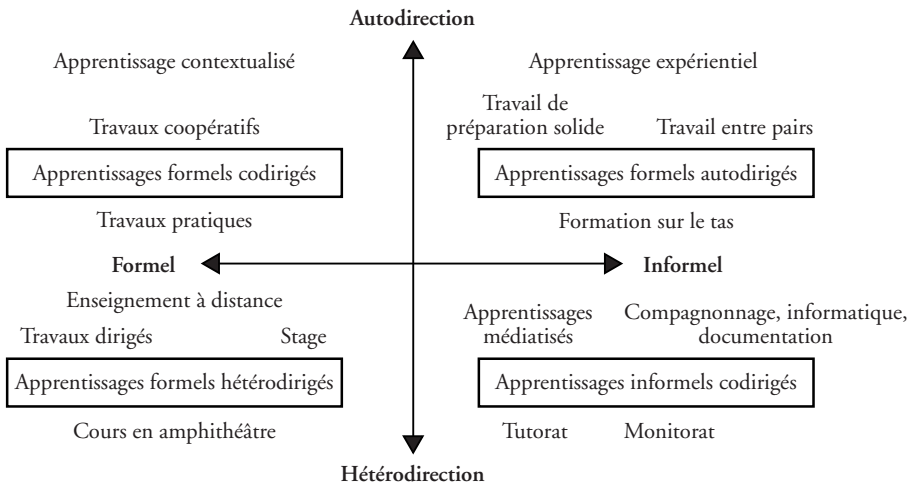 Autodirection
Apprentissage contextualisé
Apprentissage expérientiel
Travaux coopératifs
Travail de
préparation solide
Travail entre pairs
Apprentissages formels codirigés
Apprentissages formels autodirigés
Travaux pratiques
Formation sur le tas
Formel
Informel
Enseignement à distance
Travaux dirigés
Stage
Apprentissages
médiatisés
Compagnonnage, informatique,
documentation
Apprentissages formels hétérodirigés
Apprentissages informels codirigés
Cours en amphithéâtre
Tutorat
Monitorat
Hétérodirection